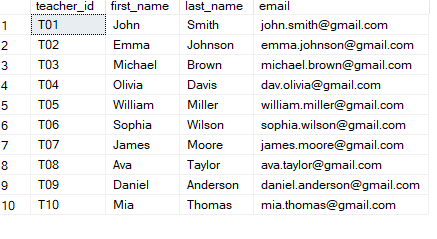 teacher_id first_name last_name email
1 T01 John Smith john.smith@gmail.com
2 T02 Emma Johnson emma.johnson@gmail.com
3 T03 Michael Brown michael.brown@gmail.com
4 T04 Olivia Davis dav.olivia@gmail.com
5 T05 William Miller william.miller@gmail.com
6 T06 Sophia Wilson sophia.wilson@gmail.com
7 T07 James Moore james.moore@gmail.com
8 T08 Ava Taylor ava.taylor@gmail.com
9 T09 Daniel Anderson daniel.anderson@gmail.com
10 T10 Mia Thomas mia.thomas@gmail.com